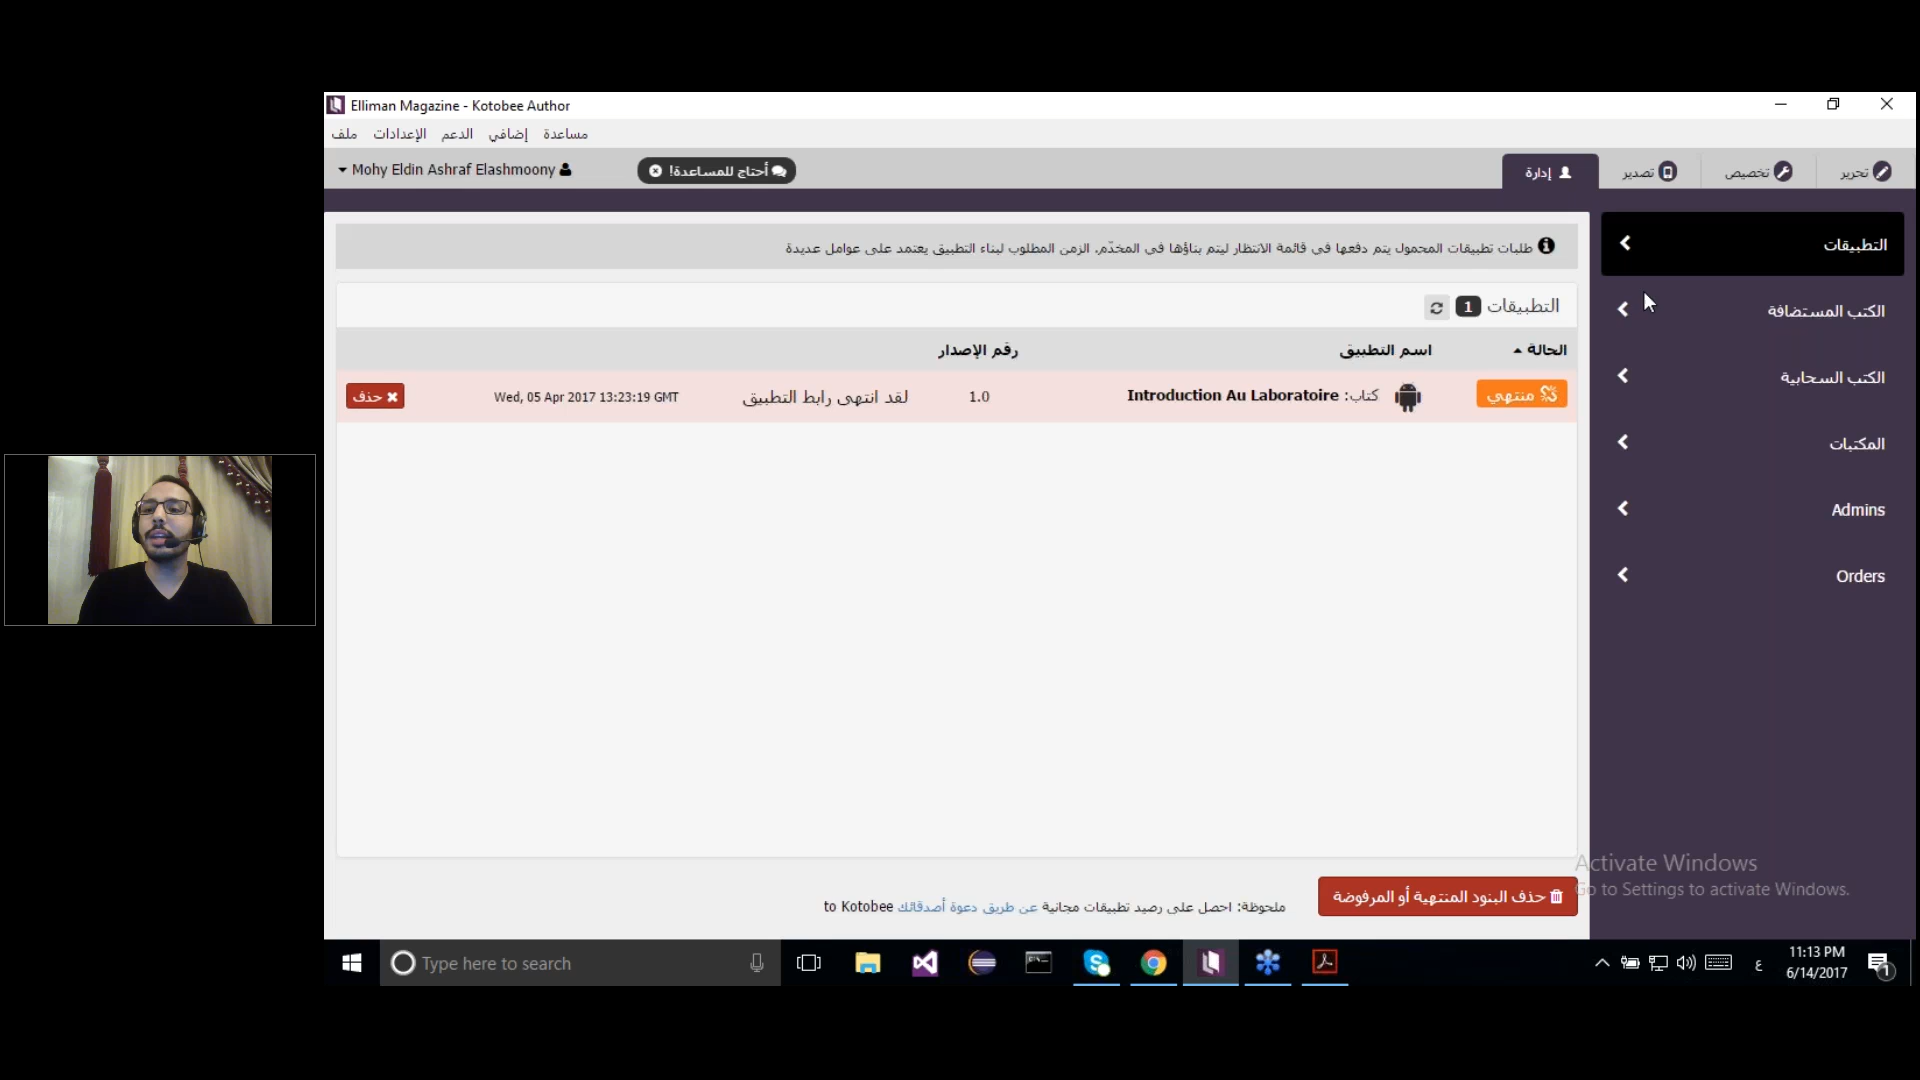 Elliman Magazine - Kotobee Author
ملف الإعدادات الدعم إضافي مساعدة
Mohy Eldin Ashraf Elashmoony
أحتاج للمساعدة!
تحرير
تخصيص
تصدير
إدارة
التطبيقات
الكتب المستضافة
الكتب السحابية
المكتبات
Admins
Orders
طلبات تطبيقات المحمول يتم دفعها في قائمة الانتظار ليتم بناؤها في المخدّم. الزمن المطلوب لبناء التطبيق يعتمد على عوامل عديدة
التطبيقات 1
الحالة اسم التطبيق رقم الإصدار
منتهي كتاب: Introduction Au Laboratoire 1.0 لقد انتهى رابط التطبيق Wed, 05 Apr 2017 13:23:19 GMT حذف
حذف البنود المنتهية أو المرفوضة
ملحوظة: احصل على رصيد تطبيقات مجانية عن طريق دعوة أصدقائك to Kotobee
Activate Windows
Go to Settings to activate Windows.
Type here to search
ع
11:13 PM
6/14/2017
1